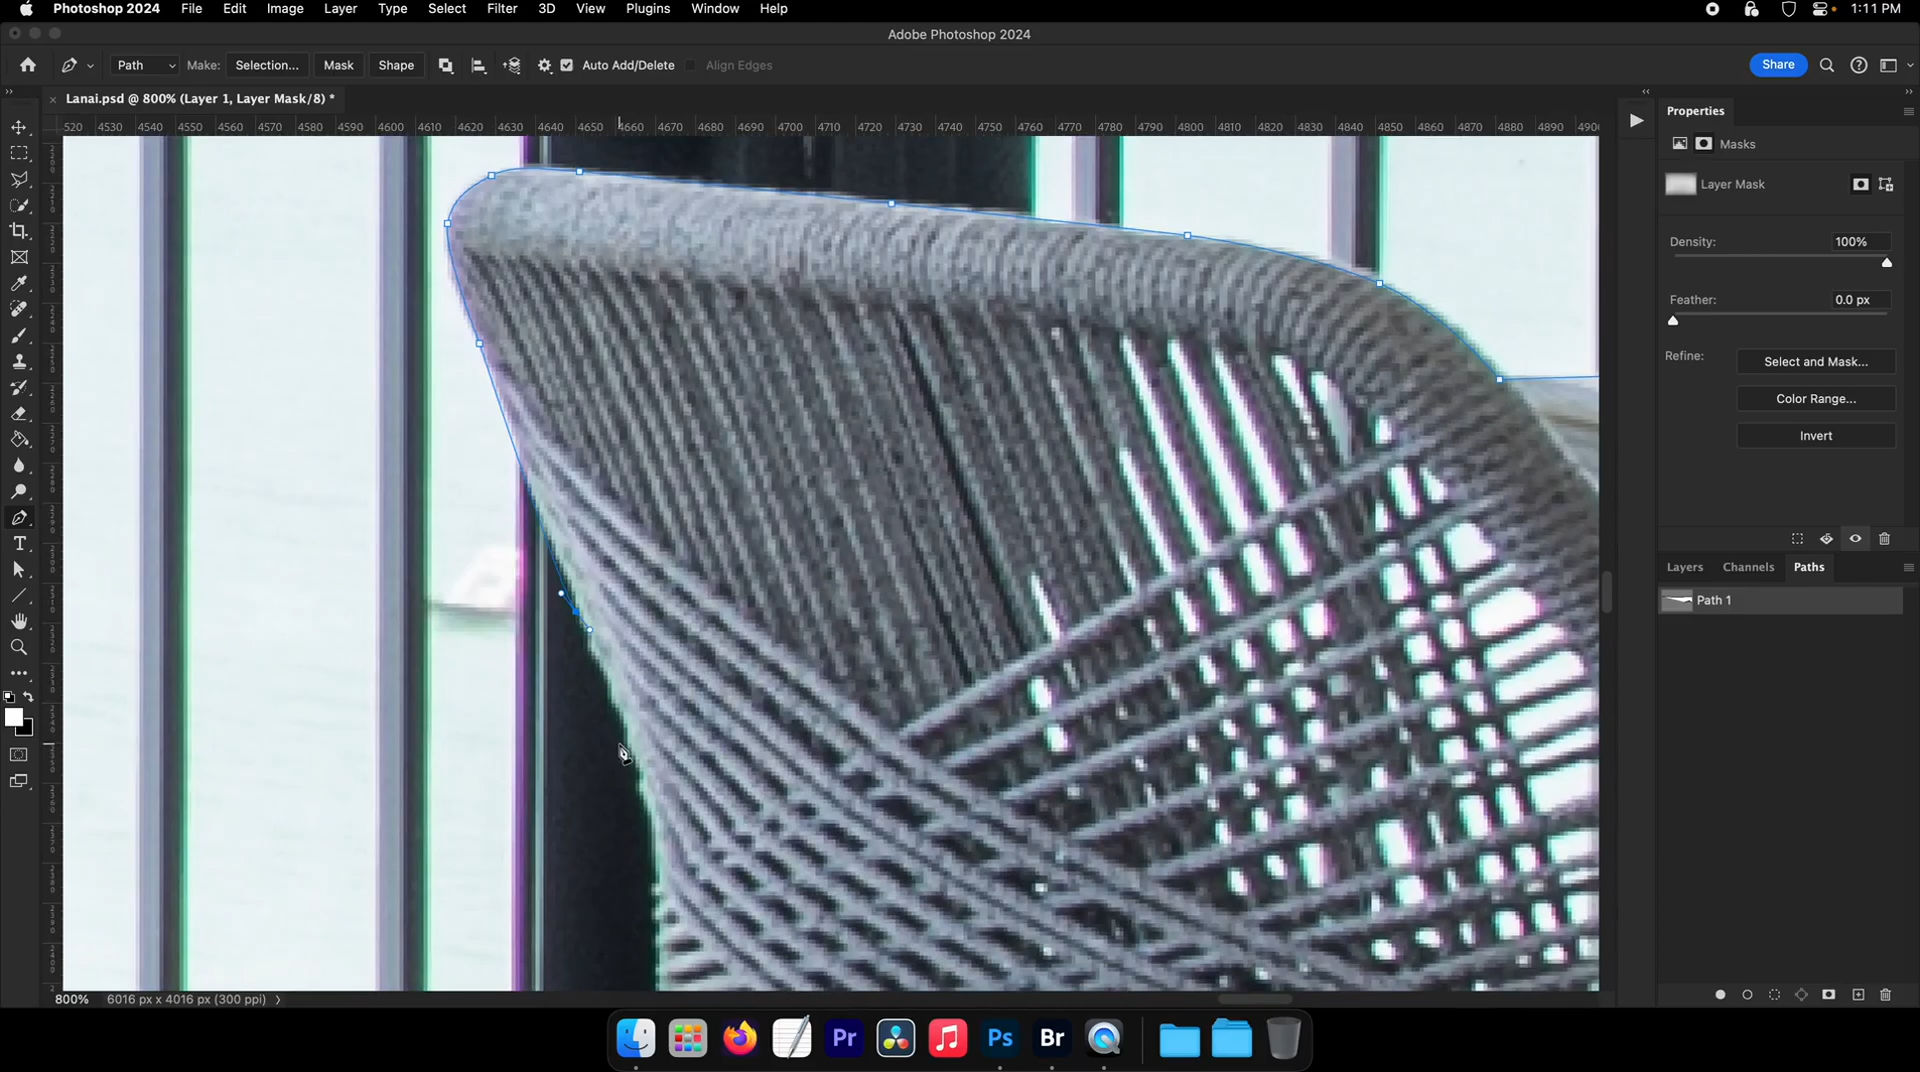 Photoshop 2024 File Edit Image Layer Type Select Filter 3D View Plugins Window Help 1:11 PM
Adobe Photoshop 2024
Path Make: Selection... Mask Shape Auto Add/Delete Align Edges Share
Lanai.psd @ 800% (Layer 1, Layer Mask/8) *
520 4530 4540 4550 4560 4570 4580 4590 4600 4610 4620 4630 4640 4650 4660 4670 4680 4690 4700 4710 4720 4730 4740 4750 4760 4770 4780 4790 4800 4810 4820 4830 4840 4850 4860 4870 4880 4890 4900
Properties
Masks
Layer Mask
Density: 100%
Feather: 0.0 px
Refine: Select and Mask...
Color Range...
Invert
Layers Channels Paths
Path 1
800% 6016 px x 4016 px (300 ppi)
Pr Ps Br